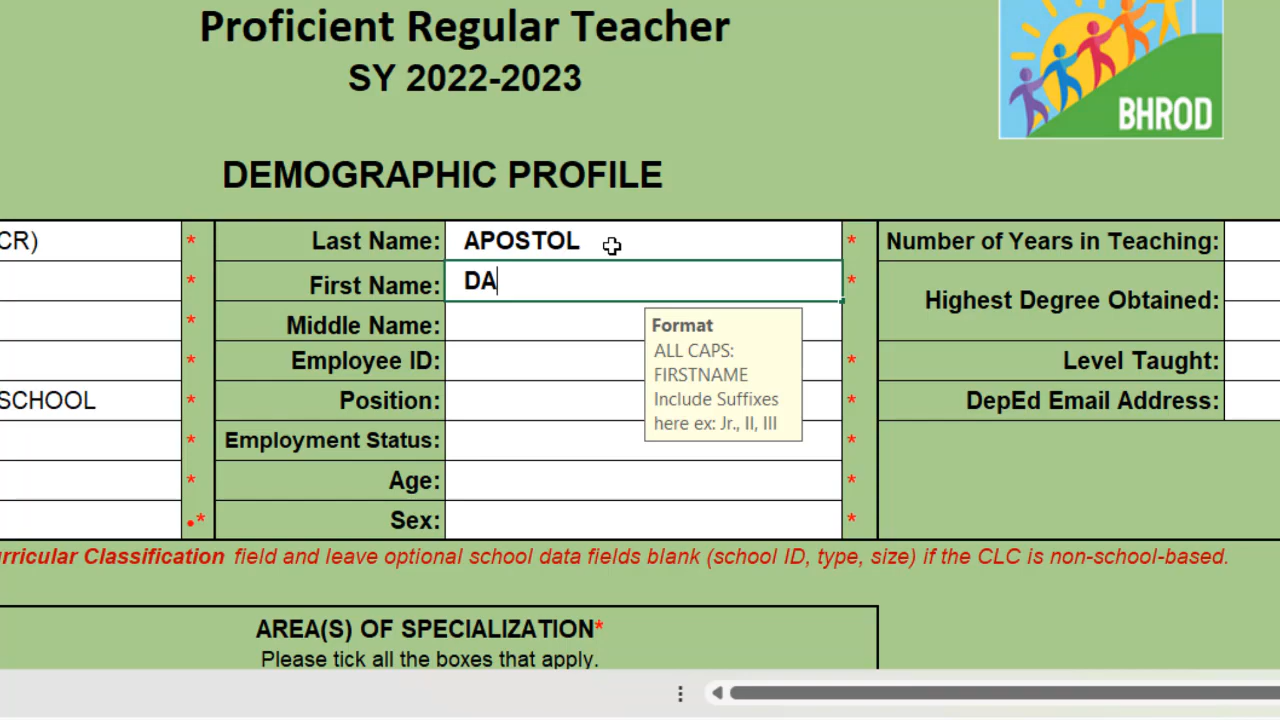 Proficient Regular Teacher
SY 2022-2023
BHROD
DEMOGRAPHIC PROFILE
CR) * Last Name: APOSTOL * Number of Years in Teaching:
* First Name: DA *
Highest Degree Obtained:
* Middle Name:
* Employee ID: * Level Taught:
SCHOOL * Position: * DepEd Email Address:
* Employment Status: *
* Age: *
•* Sex: *
Format
ALL CAPS:
FIRSTNAME
Include Suffixes
here ex: Jr., II, III
rricular Classification field and leave optional school data fields blank (school ID, type, size) if the CLC is non-school-based.
AREA(S) OF SPECIALIZATION*
Please tick all the boxes that apply.